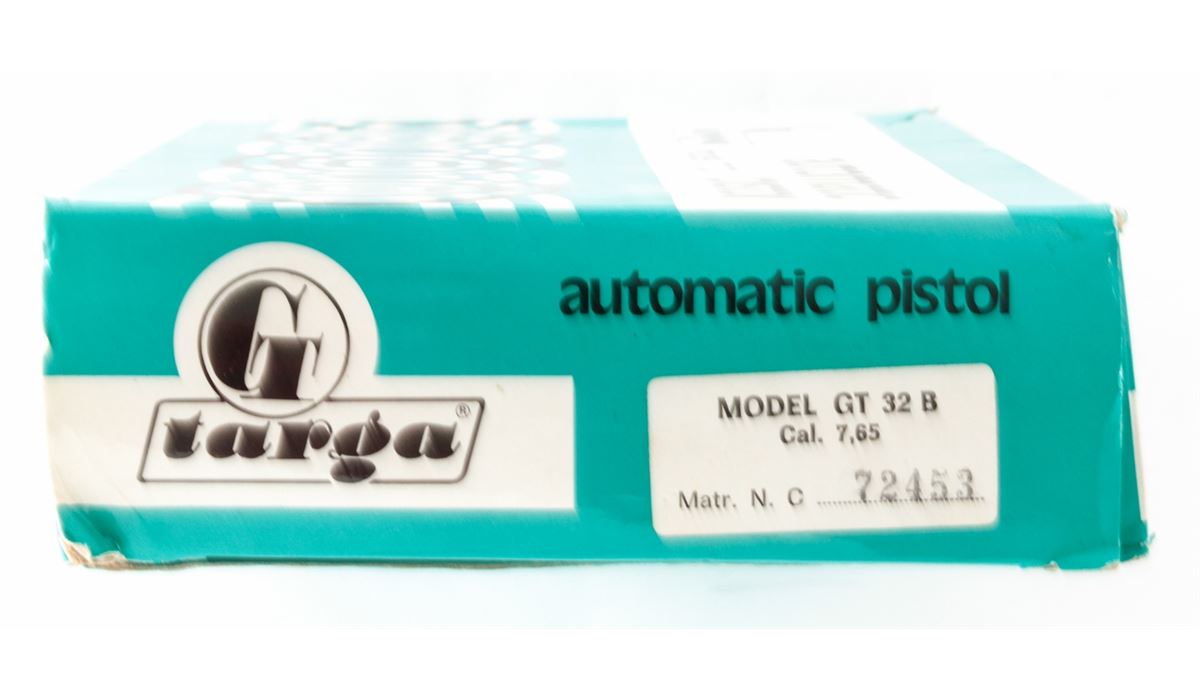 GT
targa®
automatic pistol
MODEL GT 32 B
Cal. 7,65
Matr. N. C 72453